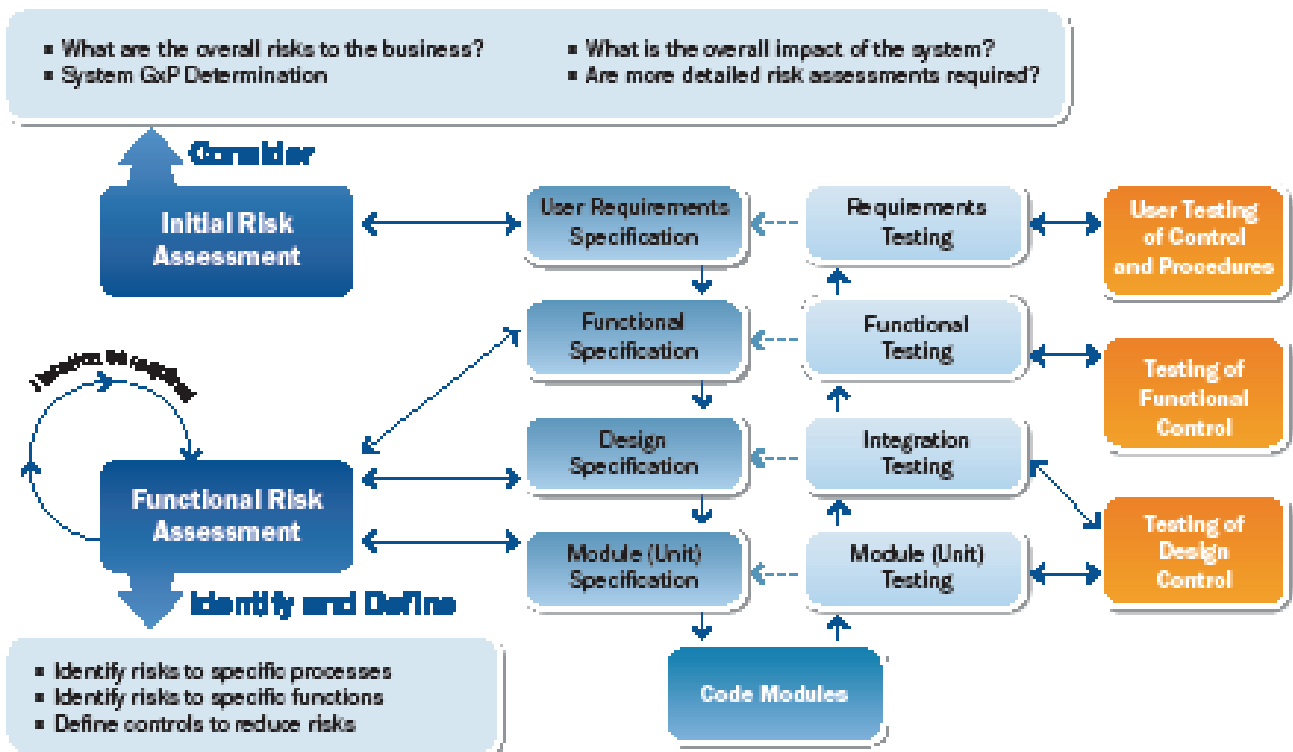 ▪ What are the overall risks to the business?
▪ System GxP Determination
▪ What is the overall impact of the system?
▪ Are more detailed risk assessments required?
Consider
Initial Risk
Assessment
User Requirements
Specification
Requirements
Testing
User Testing
of Control
and Procedures
Functional
Specification
Functional
Testing
Testing of
Functional
Control
Design
Specification
Integration
Testing
Functional Risk
Assessment
Module (Unit)
Specification
Module (Unit)
Testing
Testing of
Design
Control
Identify and Define
▪ Identify risks to specific processes
▪ Identify risks to specific functions
▪ Define controls to reduce risks
Code Modules